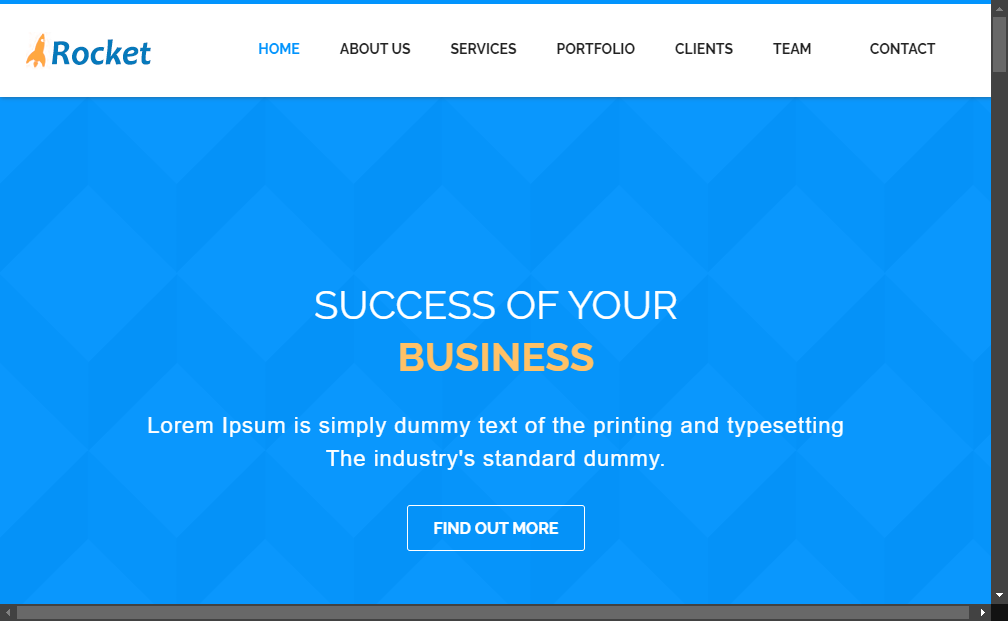 Rocket
HOME ABOUT US SERVICES PORTFOLIO CLIENTS TEAM CONTACT
SUCCESS OF YOUR
BUSINESS
Lorem Ipsum is simply dummy text of the printing and typesetting
The industry's standard dummy.
FIND OUT MORE